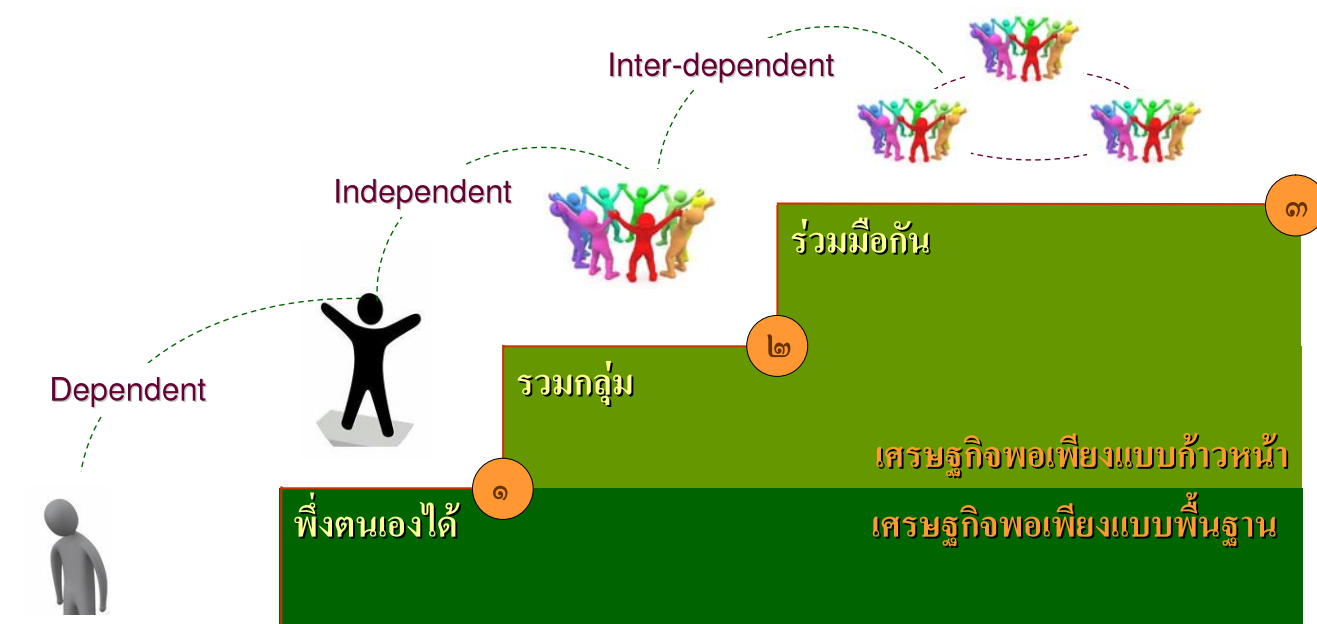 Inter-dependent
Independent
Dependent
๓
ร่วมมือกัน
๒
รวมกลุ่ม
เศรษฐกิจพอเพียงแบบก้าวหน้า
๑
พึ่งตนเองได้
เศรษฐกิจพอเพียงแบบพื้นฐาน